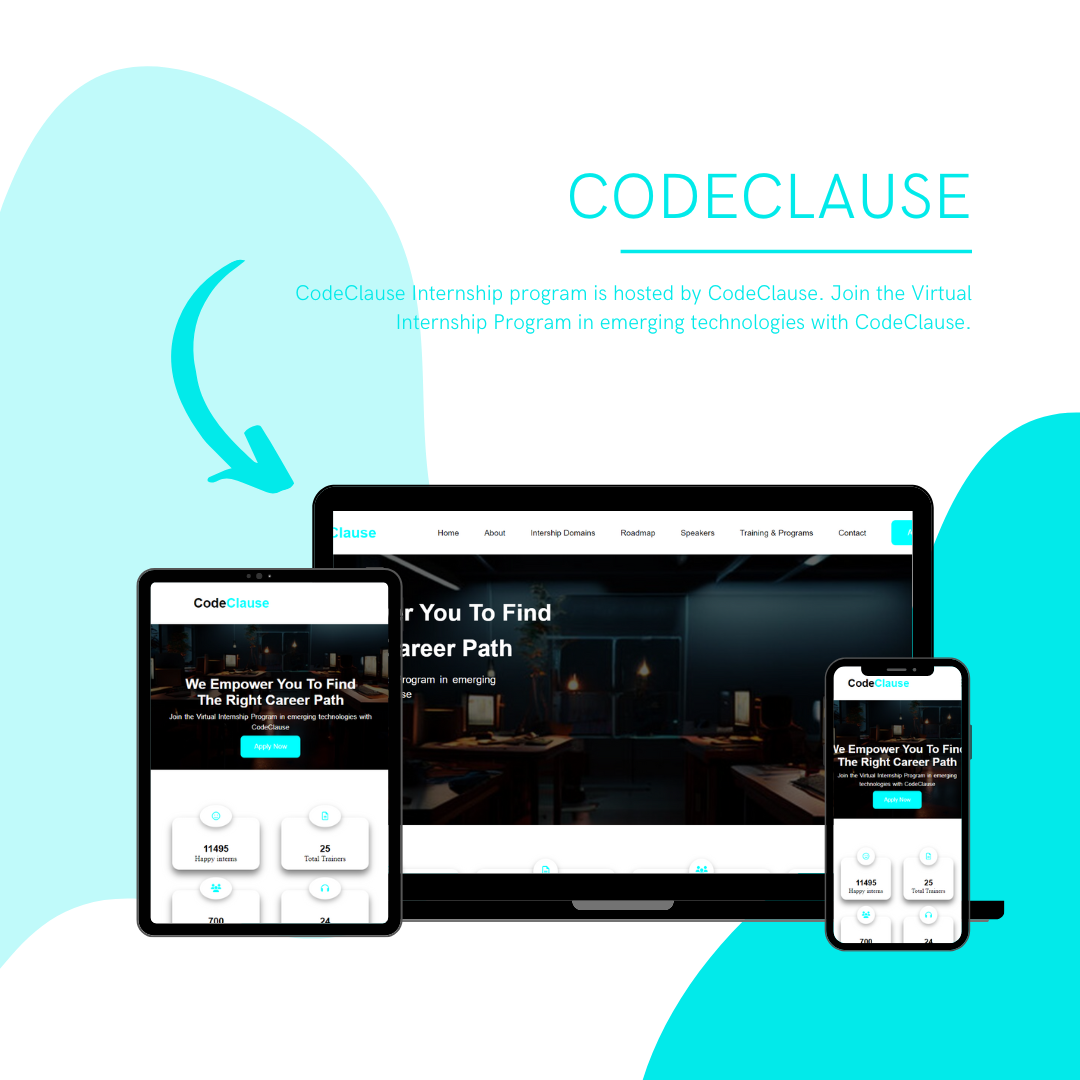 CODECLAUSE
CodeClause Internship program is hosted by CodeClause. Join the Virtual
Internship Program in emerging technologies with CodeClause.
Clause
Home
About
Intership Domains
Roadmap
Speakers
Training & Programs
Contact
er You To Find
areer Path
rogram in emerging
se
CodeClause
We Empower You To Find
The Right Career Path
Join the Virtual Internship Program in emerging technologies with
CodeClause
Apply Now
11495
Happy interns
25
Total Trainers
700
24
CodeClause
We Empower You To Find
The Right Career Path
Join the Virtual Internship Program in emerging
technologies with CodeClause
Apply Now
11495
Happy interns
25
Total Trainers
700
24